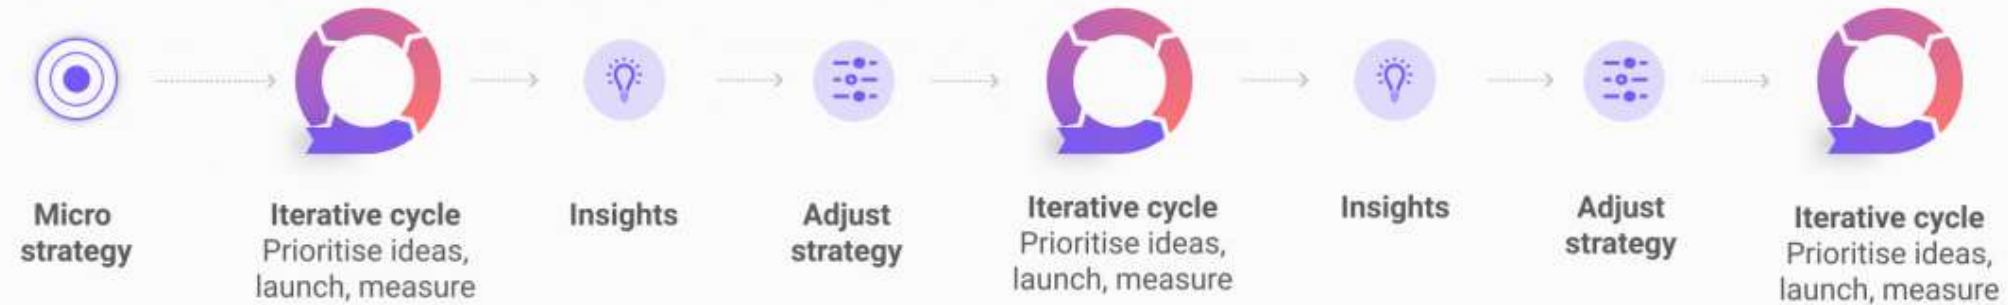 Micro
strategy
Iterative cycle
Prioritise ideas,
launch, measure
Insights
Adjust
strategy
Iterative cycle
Prioritise ideas,
launch, measure
Insights
Adjust
strategy
Iterative cycle
Prioritise ideas,
launch, measure